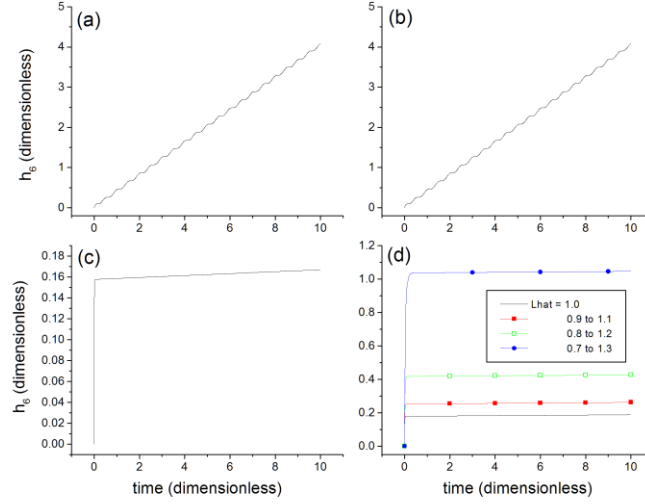 (a)
5
4
3
2
1
0
h6 (dimensionless)
0 2 4 6 8 10
time (dimensionless)
(b)
5
4
3
2
1
0
0 2 4 6 8 10
time (dimensionless)
(c)
0.18
0.16
0.14
0.12
0.10
0.08
0.06
0.04
0.02
0.00
h6 (dimensionless)
0 2 4 6 8 10
time (dimensionless)
(d)
1.2
1.0
0.8
0.6
0.4
0.2
0.0
Lhat = 1.0
0.9 to 1.1
0.8 to 1.2
0.7 to 1.3
0 2 4 6 8 10
time (dimensionless)